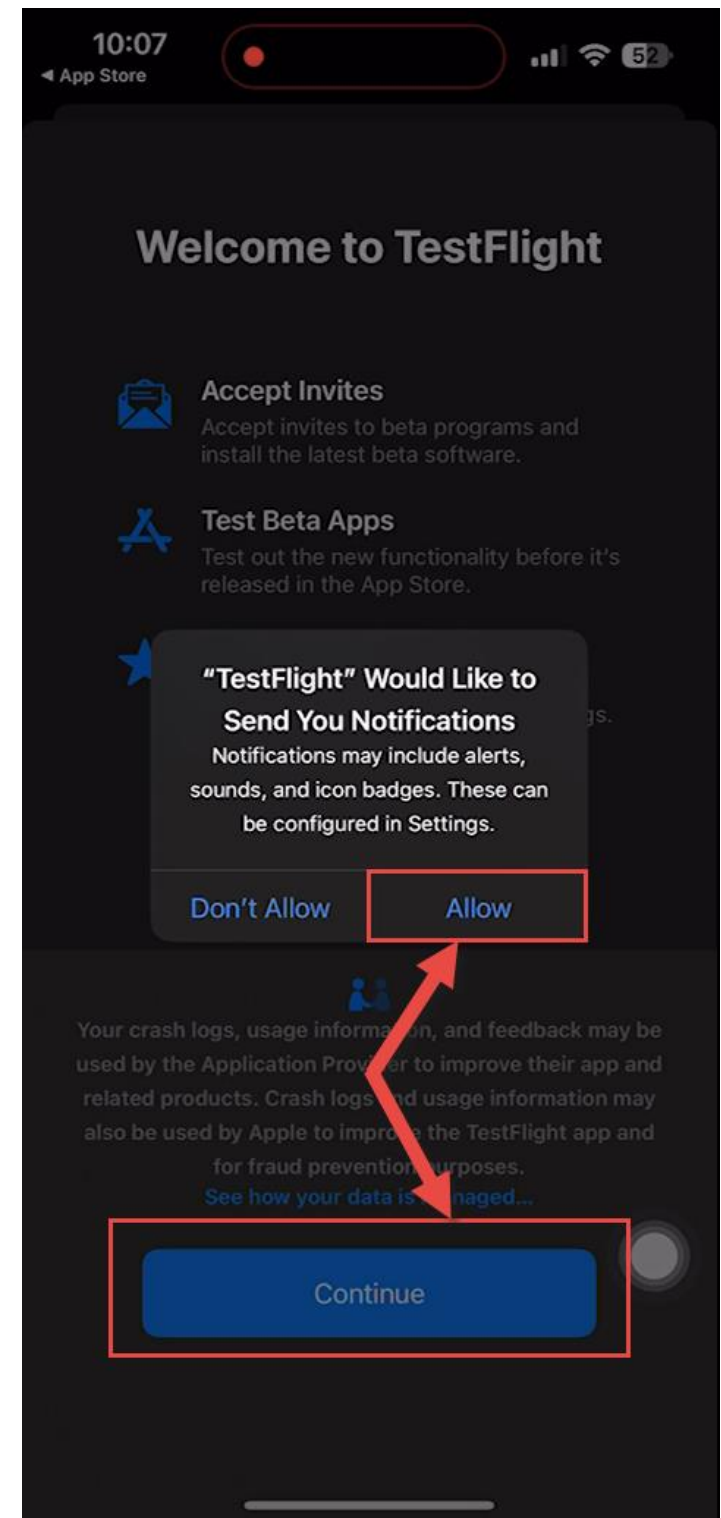 10:07
52
◀ App Store
Welcome to TestFlight
Accept Invites
Accept invites to beta programs and
install the latest beta software.
Test Beta Apps
Test out the new functionality before it's
released in the App Store.
"TestFlight" Would Like to
Send You Notifications
gs.
Notifications may include alerts,
sounds, and icon badges. These can
be configured in Settings.
Don't Allow
Allow
Your crash logs, usage information, and feedback may be
used by the Application Provider to improve their app and
related products. Crash logs and usage information may
also be used by Apple to improve the TestFlight app and
for fraud prevention purposes.
See how your data is managed...
Continue